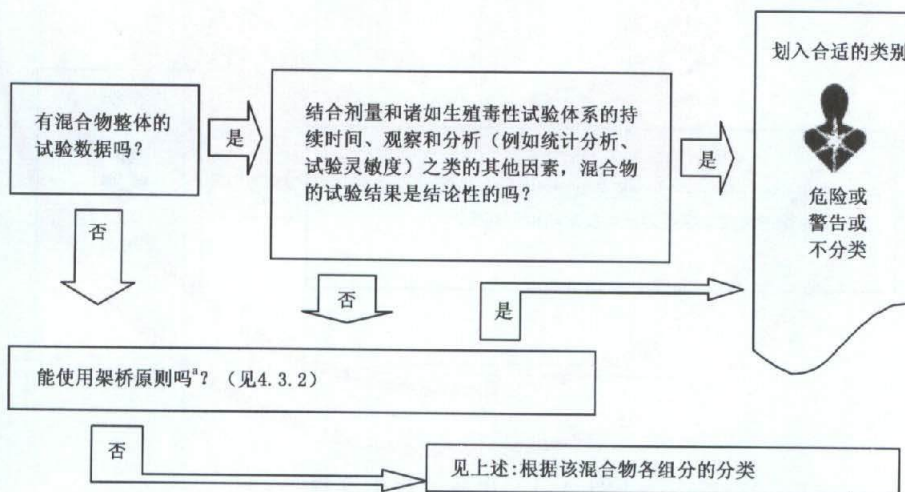 有混合物整体的
试验数据吗?
是
结合剂量和诸如生殖毒性试验体系的持
续时间、观察和分析(例如统计分析、
试验灵敏度)之类的其他因素,混合物
的试验结果是结论性的吗?
是
划入合适的类别
危险或
警告或
不分类
否
否
是
能使用架桥原则吗ª?(见4.3.2)
否
见上述:根据该混合物各组分的分类